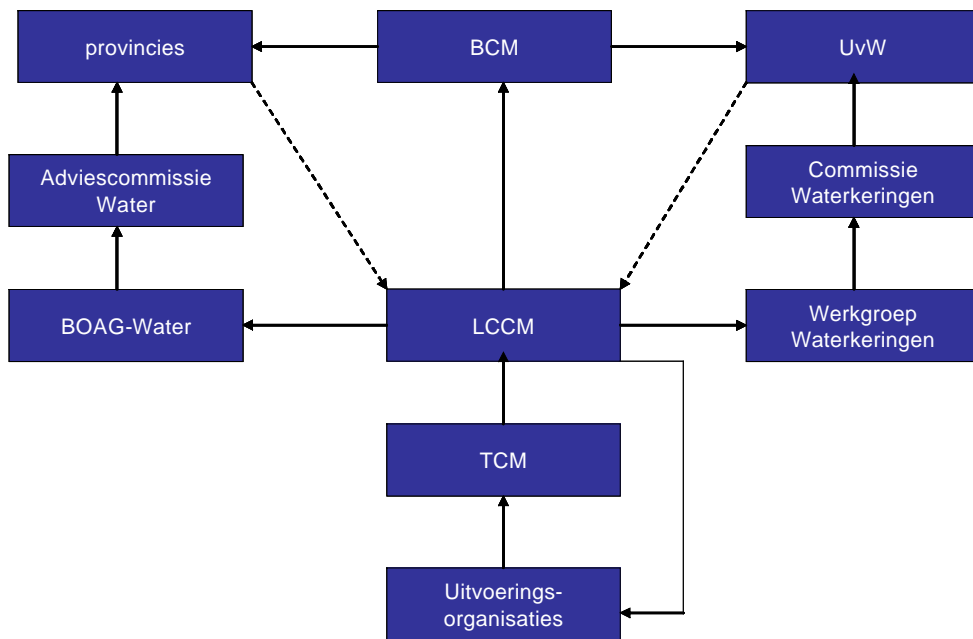 provincies
BCM
UvW
Adviescommissie
Water
Commissie
Waterkeringen
BOAG-Water
LCCM
Werkgroep
Waterkeringen
TCM
Uitvoerings-
organisaties